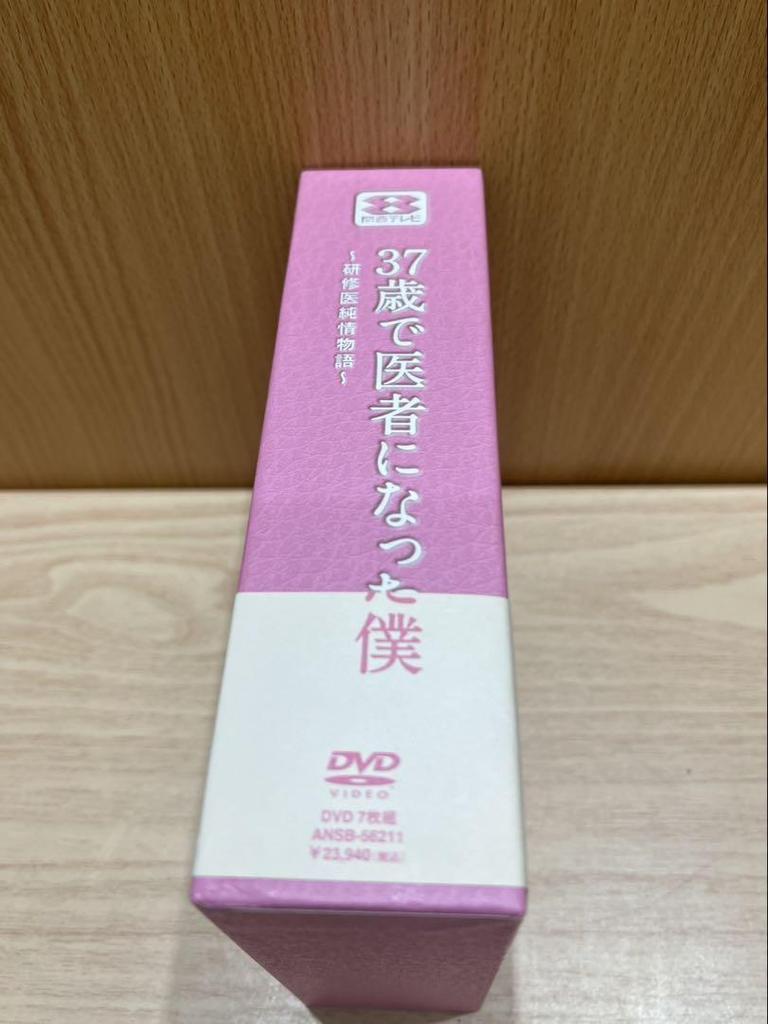 関西テレビ
37歳で医者になった僕
~研修医純情物語~
DVD
VIDEO
DVD 7枚組
ANSB-56211
¥23,940(税込)